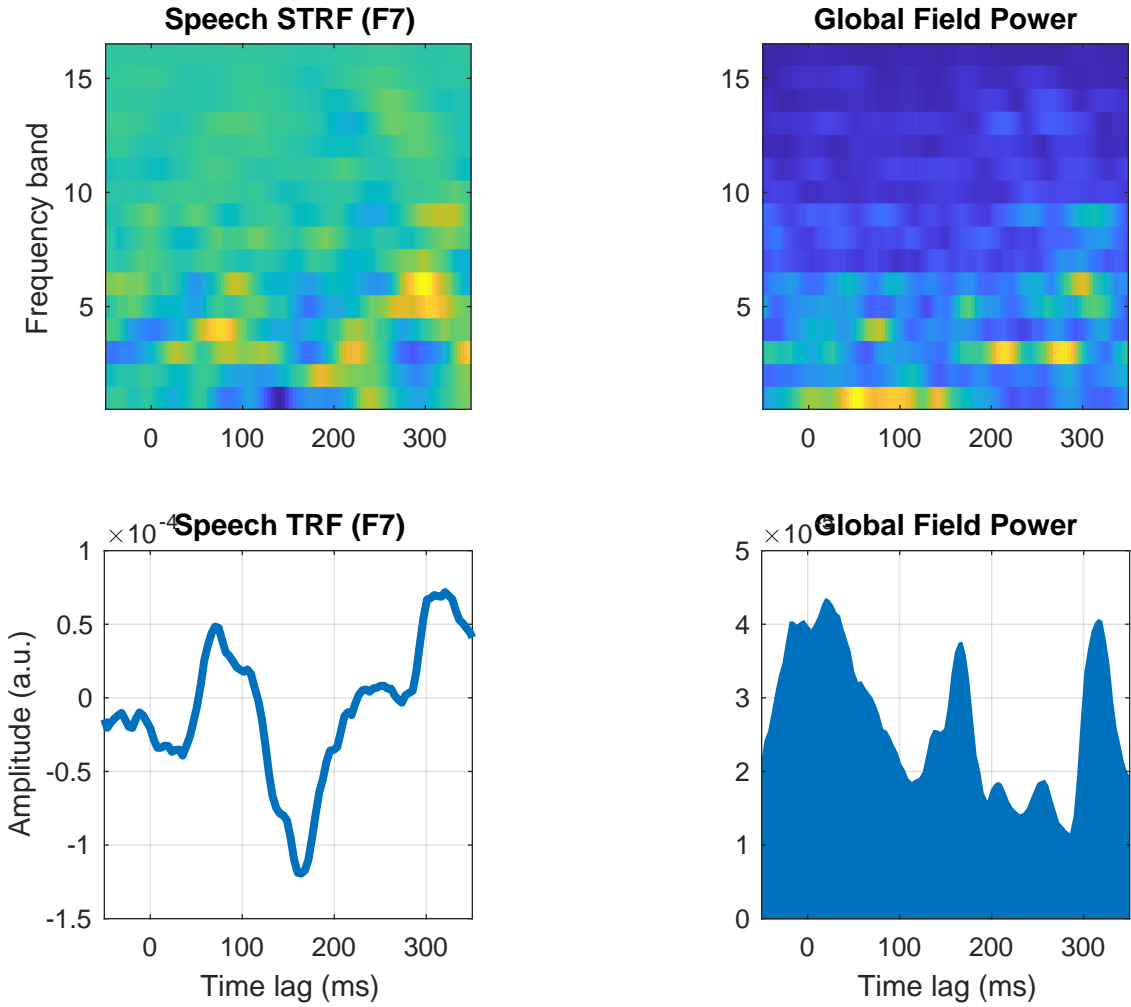 Speech STRF (F7)
Global Field Power
Frequency band
15
10
5
0 100 200 300
15
10
5
0 100 200 300
×10-4
Speech TRF (F7)
×10
Global Field Power
Amplitude (a.u.)
1
0.5
0
-0.5
-1
-1.5
0 100 200 300
Time lag (ms)
5
4
3
2
1
0
0 100 200 300
Time lag (ms)